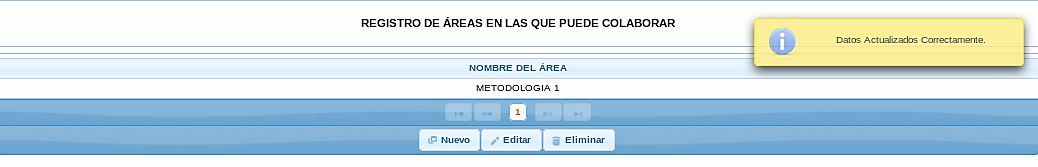 REGISTRO DE ÁREAS EN LAS QUE PUEDE COLABORAR
Datos Actualizados Correctamente.
NOMBRE DEL ÁREA
METODOLOGIA 1
1
Nuevo Editar Eliminar